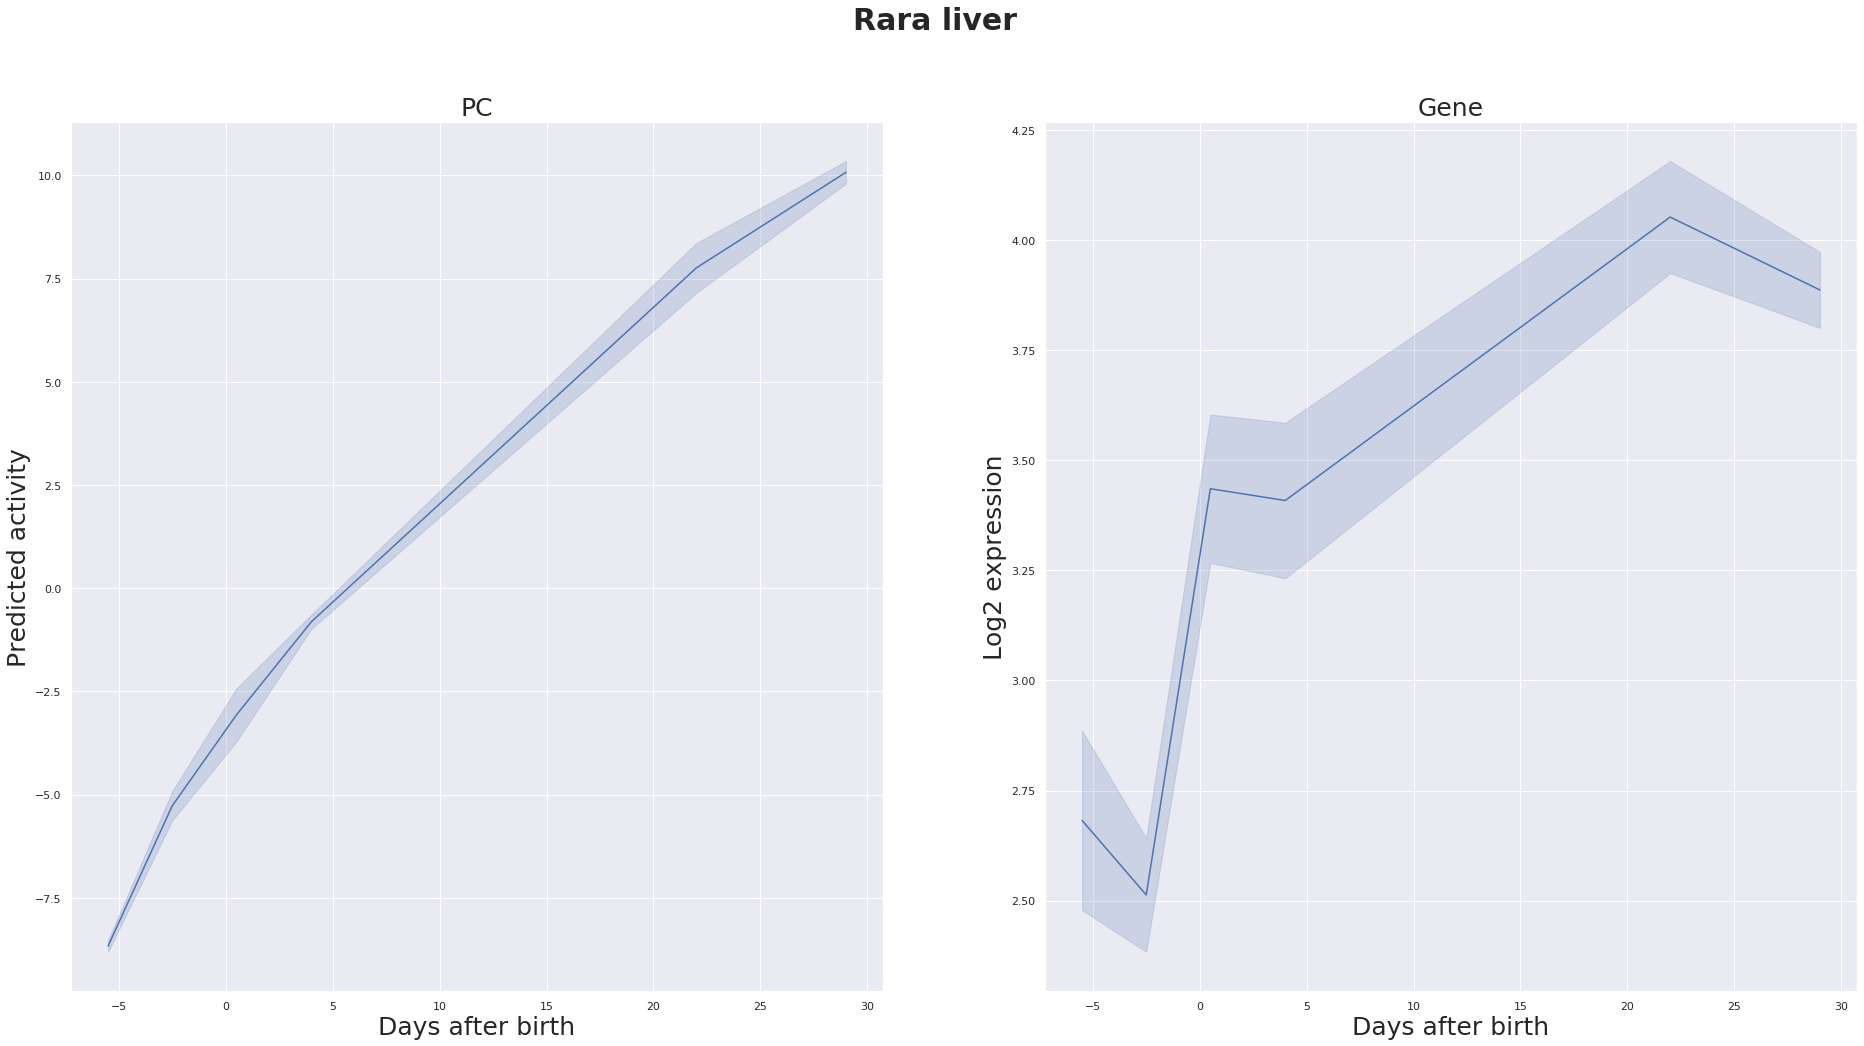 Rara liver
PC
10.0
7.5
5.0
2.5
0.0
−2.5
−5.0
−7.5
Predicted activity
−5 0 5 10 15 20 25 30
Days after birth
Gene
4.25
4.00
3.75
3.50
3.25
3.00
2.75
2.50
Log2 expression
−5 0 5 10 15 20 25 30
Days after birth